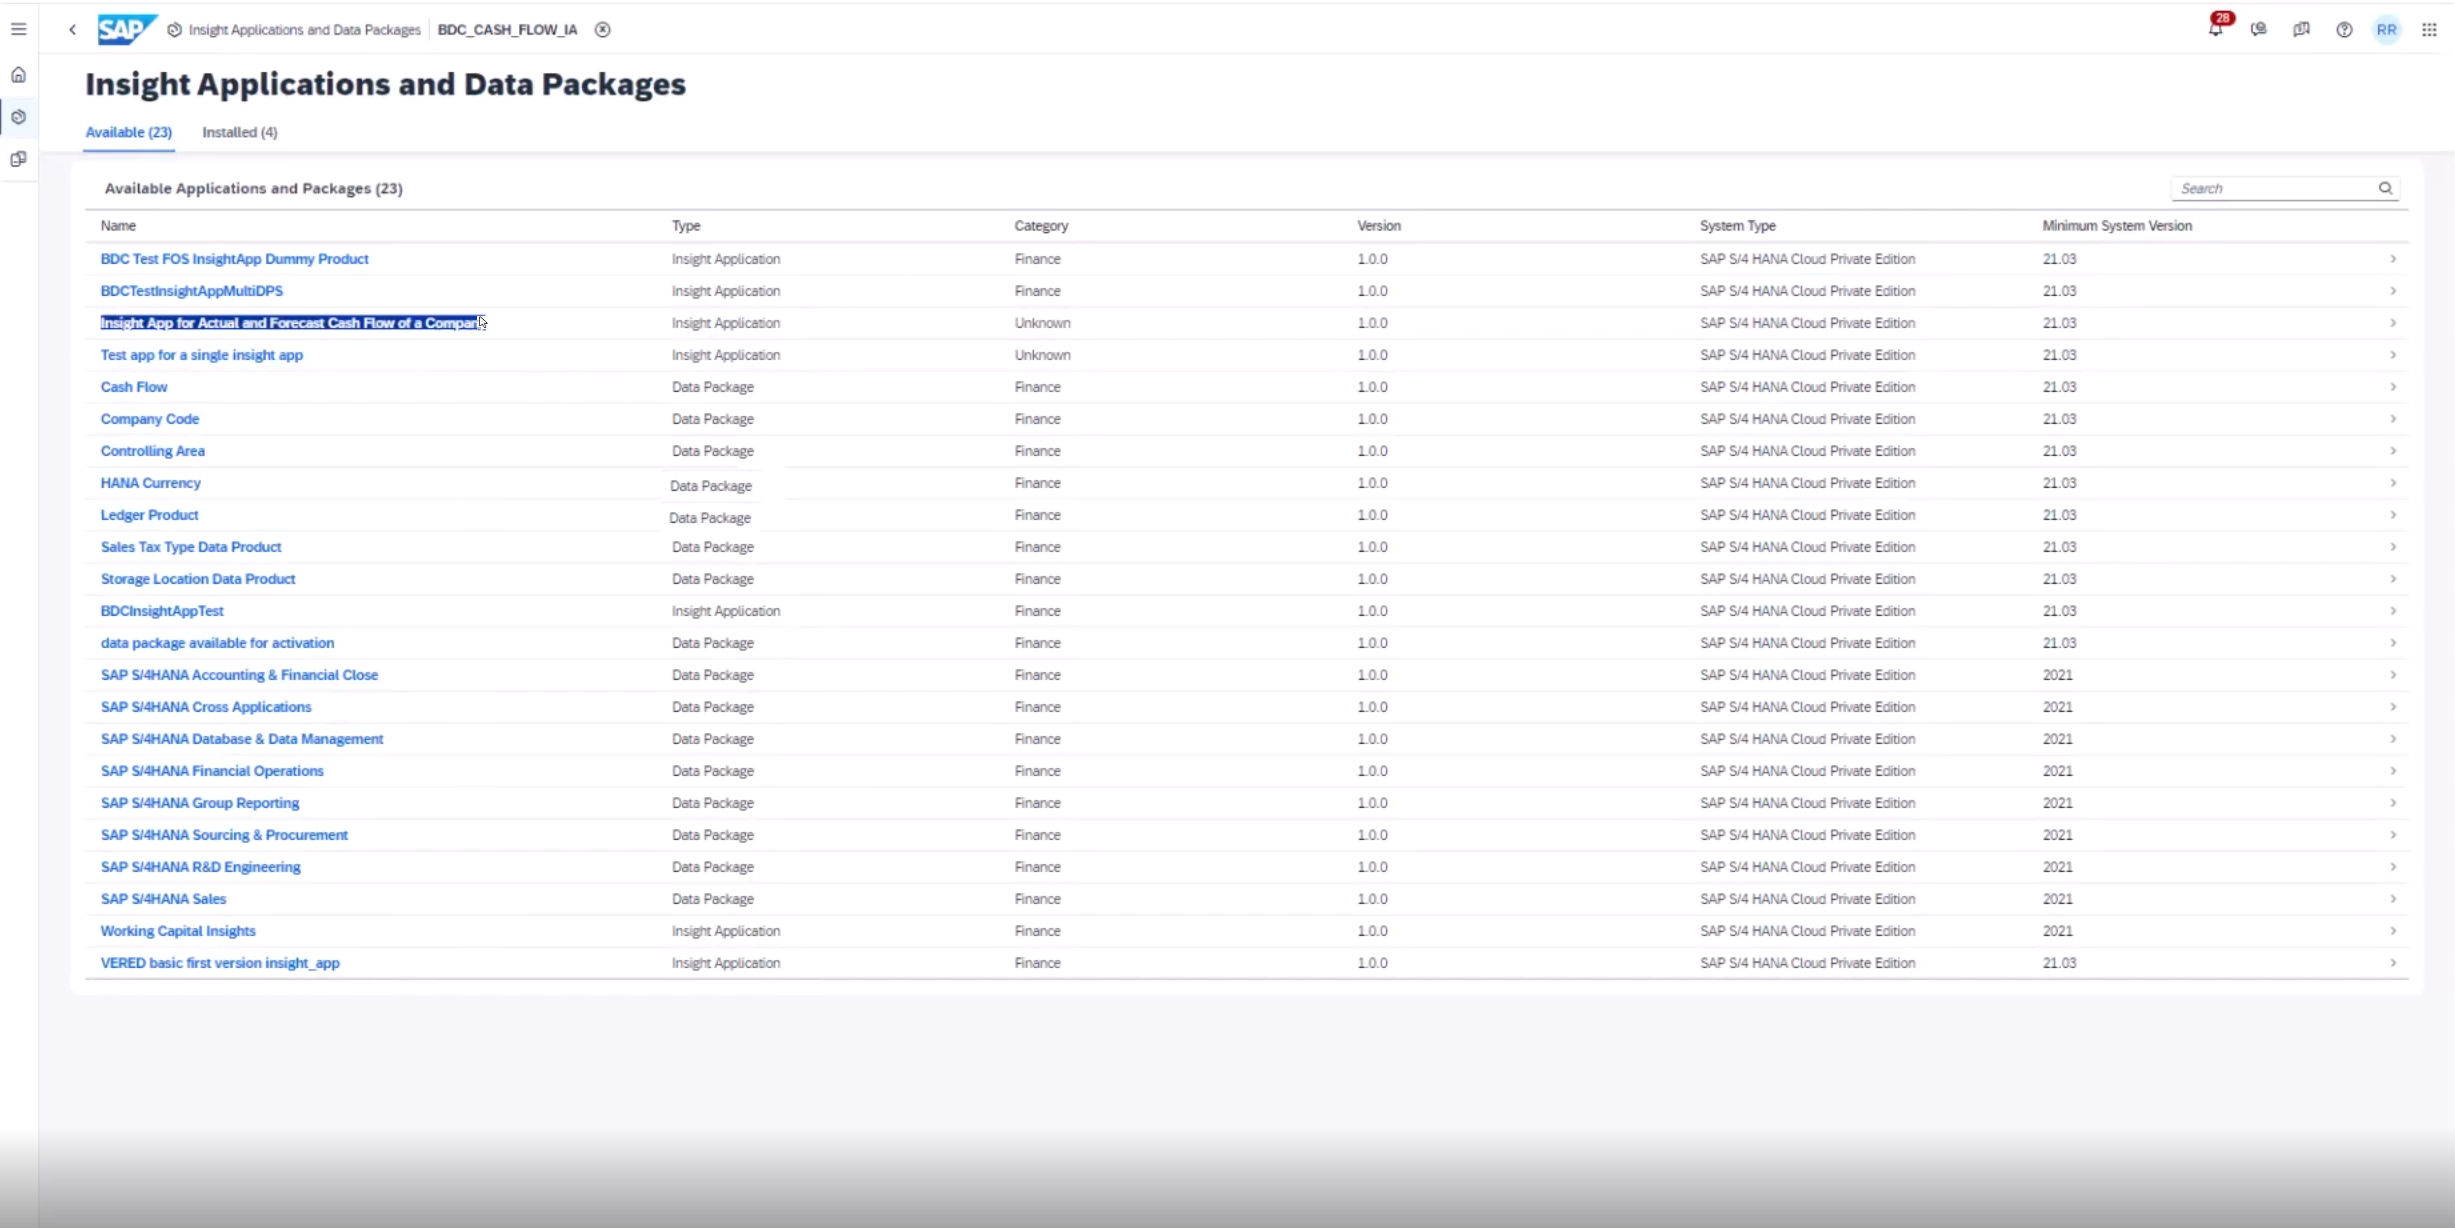 SAP Insight Applications and Data Packages BDC_CASH_FLOW_IA 28 RR
Insight Applications and Data Packages
Available (23) Installed (4)
Available Applications and Packages (23) Search
Name Type Category Version System Type Minimum System Version
BDC Test FOS InsightApp Dummy Product Insight Application Finance 1.0.0 SAP S/4 HANA Cloud Private Edition 21.03
BDCTestInsightAppMultiDPS Insight Application Finance 1.0.0 SAP S/4 HANA Cloud Private Edition 21.03
Insight App for Actual and Forecast Cash Flow of a Company Insight Application Unknown 1.0.0 SAP S/4 HANA Cloud Private Edition 21.03
Test app for a single insight app Insight Application Unknown 1.0.0 SAP S/4 HANA Cloud Private Edition 21.03
Cash Flow Data Package Finance 1.0.0 SAP S/4 HANA Cloud Private Edition 21.03
Company Code Data Package Finance 1.0.0 SAP S/4 HANA Cloud Private Edition 21.03
Controlling Area Data Package Finance 1.0.0 SAP S/4 HANA Cloud Private Edition 21.03
HANA Currency Data Package Finance 1.0.0 SAP S/4 HANA Cloud Private Edition 21.03
Ledger Product Data Package Finance 1.0.0 SAP S/4 HANA Cloud Private Edition 21.03
Sales Tax Type Data Product Data Package Finance 1.0.0 SAP S/4 HANA Cloud Private Edition 21.03
Storage Location Data Product Data Package Finance 1.0.0 SAP S/4 HANA Cloud Private Edition 21.03
BDCInsightAppTest Insight Application Finance 1.0.0 SAP S/4 HANA Cloud Private Edition 21.03
data package available for activation Data Package Finance 1.0.0 SAP S/4 HANA Cloud Private Edition 21.03
SAP S/4HANA Accounting & Financial Close Data Package Finance 1.0.0 SAP S/4 HANA Cloud Private Edition 2021
SAP S/4HANA Cross Applications Data Package Finance 1.0.0 SAP S/4 HANA Cloud Private Edition 2021
SAP S/4HANA Database & Data Management Data Package Finance 1.0.0 SAP S/4 HANA Cloud Private Edition 2021
SAP S/4HANA Financial Operations Data Package Finance 1.0.0 SAP S/4 HANA Cloud Private Edition 2021
SAP S/4HANA Group Reporting Data Package Finance 1.0.0 SAP S/4 HANA Cloud Private Edition 2021
SAP S/4HANA Sourcing & Procurement Data Package Finance 1.0.0 SAP S/4 HANA Cloud Private Edition 2021
SAP S/4HANA R&D Engineering Data Package Finance 1.0.0 SAP S/4 HANA Cloud Private Edition 2021
SAP S/4HANA Sales Data Package Finance 1.0.0 SAP S/4 HANA Cloud Private Edition 2021
Working Capital Insights Insight Application Finance 1.0.0 SAP S/4 HANA Cloud Private Edition 2021
VERED basic first version insight_app Insight Application Finance 1.0.0 SAP S/4 HANA Cloud Private Edition 21.03